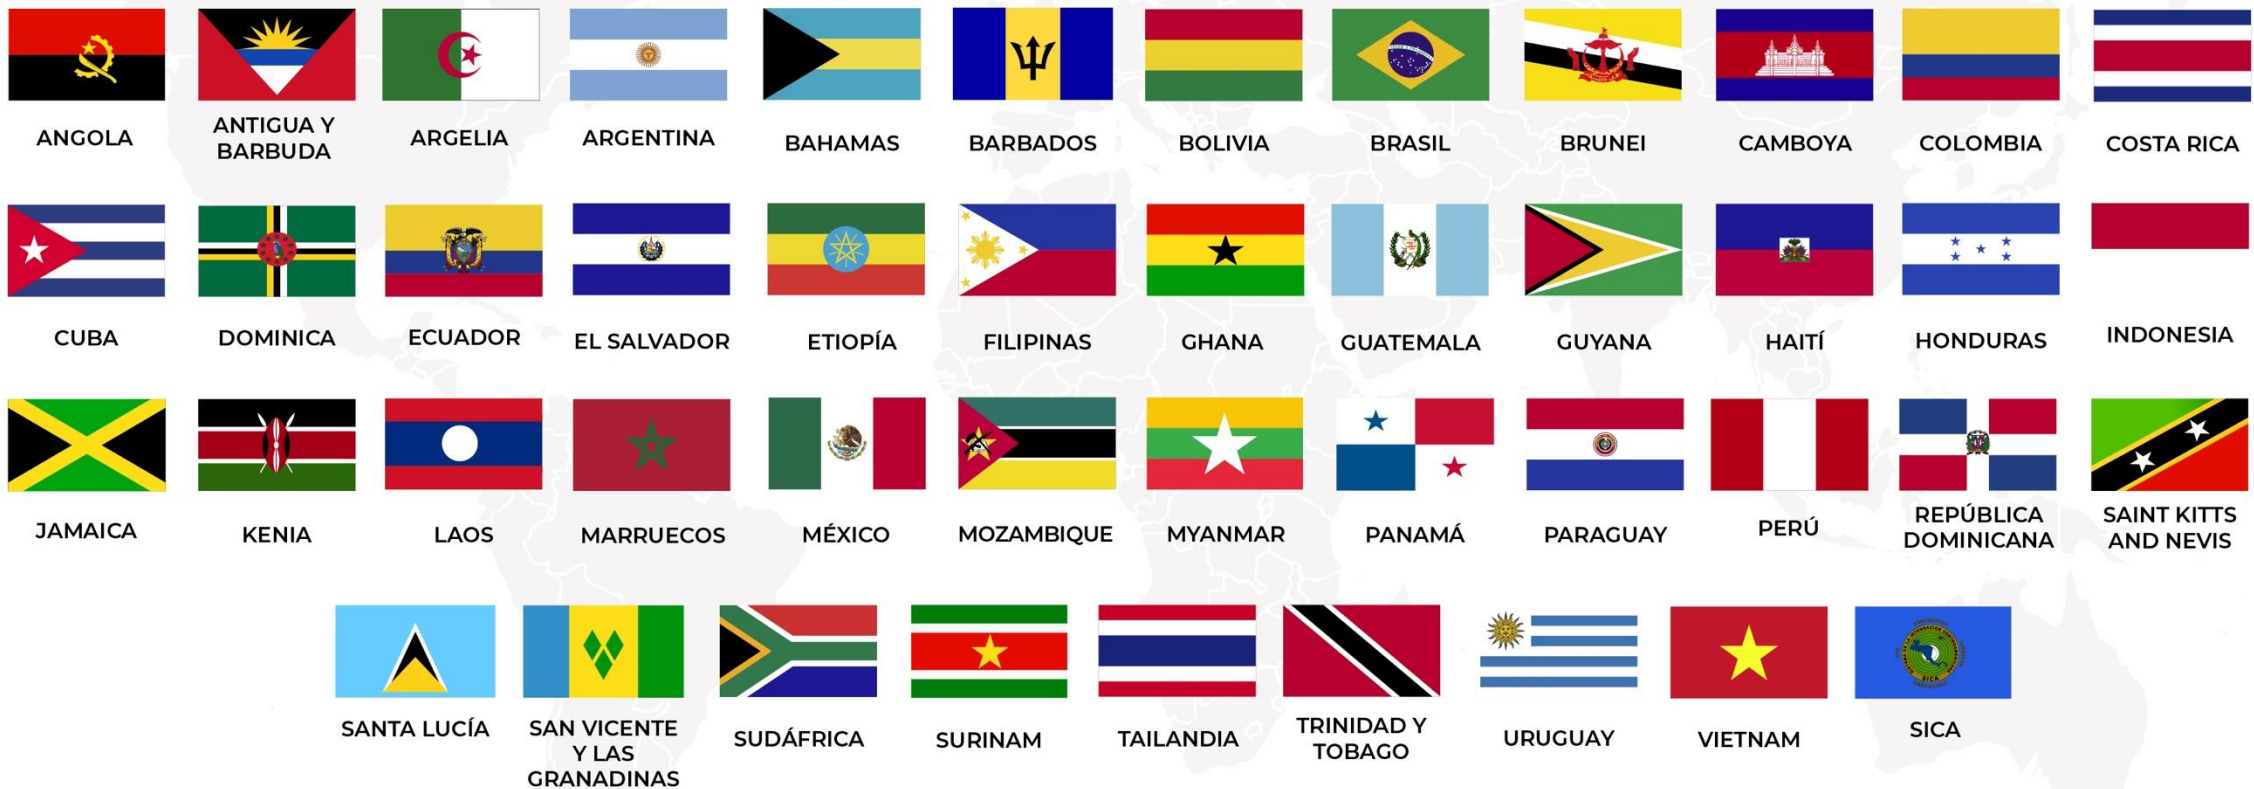 ANGOLA
ANTIGUA Y
BARBUDA
ARGELIA
ARGENTINA
BAHAMAS
BARBADOS
BOLIVIA
BRASIL
BRUNEI
CAMBOYA
COLOMBIA
COSTA RICA
CUBA
DOMINICA
ECUADOR
EL SALVADOR
ETIOPÍA
FILIPINAS
GHANA
GUATEMALA
GUYANA
HAITÍ
HONDURAS
INDONESIA
JAMAICA
KENIA
LAOS
MARRUECOS
MÉXICO
MOZAMBIQUE
MYANMAR
PANAMÁ
PARAGUAY
PERÚ
REPÚBLICA
DOMINICANA
SAINT KITTS
AND NEVIS
SANTA LUCÍA
SAN VICENTE
Y LAS
GRANADINAS
SUDÁFRICA
SURINAM
TAILANDIA
TRINIDAD Y
TOBAGO
URUGUAY
VIETNAM
SICA
SICA